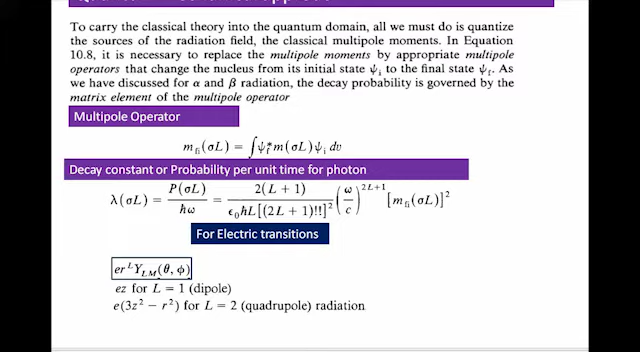 To carry the classical theory into the quantum domain, all we must do is quantize
the sources of the radiation field, the classical multipole moments. In Equation
10.8, it is necessary to replace the multipole moments by appropriate multipole
operators that change the nucleus from its initial state ψᵢ to the final state ψ_f. As
we have discussed for α and β radiation, the decay probability is governed by the
matrix element of the multipole operator
Multipole Operator
m_fi(σL) = ∫ψ_f* m(σL)ψᵢ dv
Decay constant or Probability per unit time for photon
λ(σL) = P(σL)/ħω = 2(L + 1)/ε₀ħL[(2L + 1)!!]² (ω/c)^2L+1 [m_fi(σL)]²
For Electric transitions
er^L Y_LM(θ, ϕ)
ez for L = 1 (dipole)
e(3z² − r²) for L = 2 (quadrupole) radiation